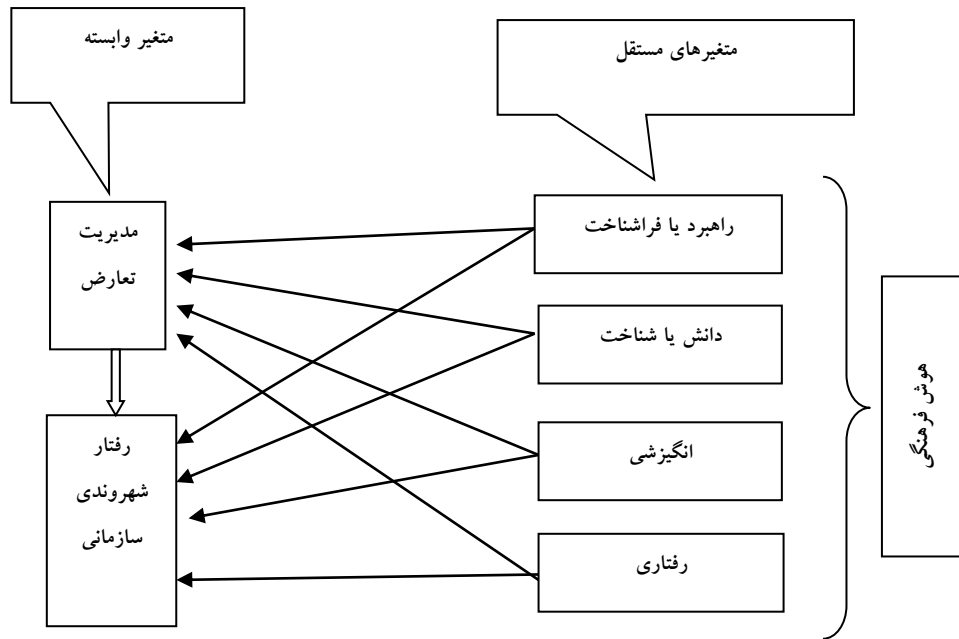 متغیرهای مستقل
متغیر وابسته
راهبرد یا فراشناخت
دانش یا شناخت
انگیزشی
رفتاری
هوش فرهنگی
مدیریت
تعارض
رفتار
شهروندی
سازمانی